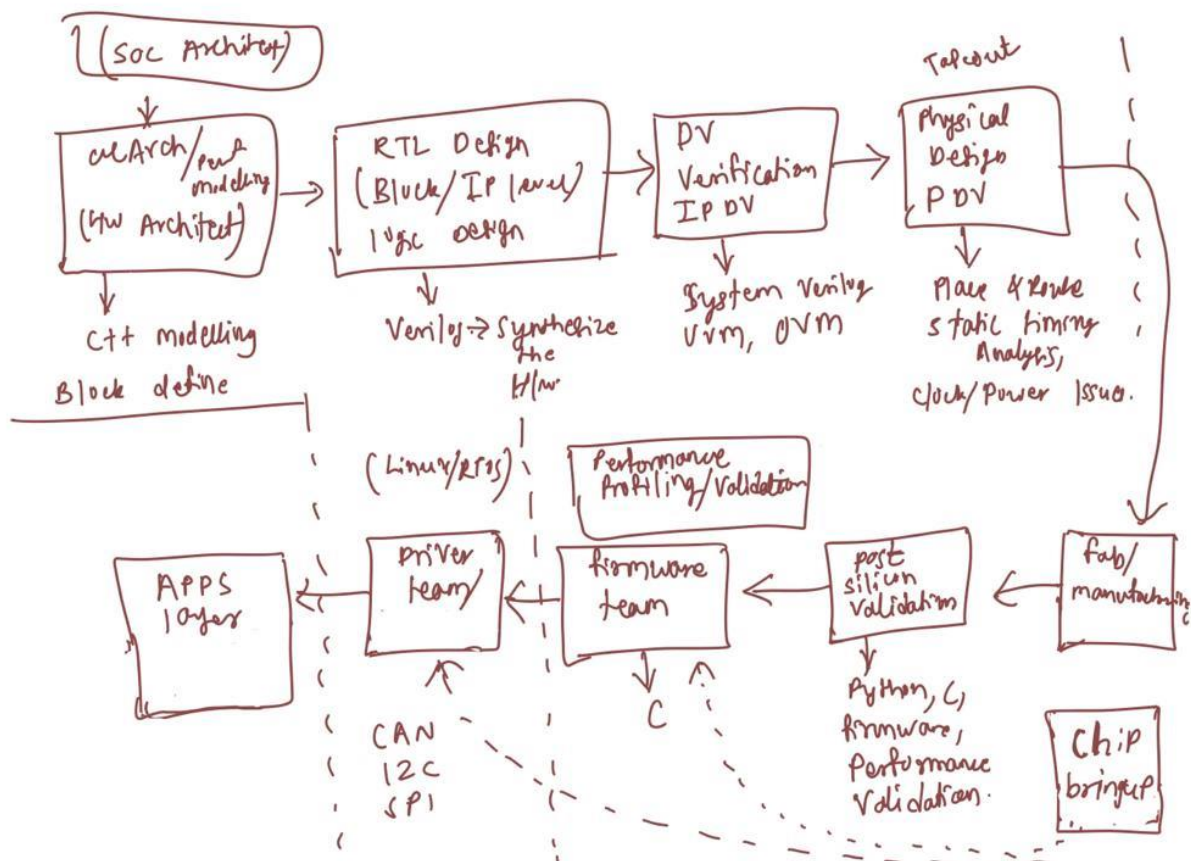 (SOC Architect)
uArch/Perf
modelling
(HW Architect)
C++ modelling
Block define
RTL Design
(Block/IP level)
logic design
Verilog → Synthesize
the
H/w.
DV
Verification
IP DV
System Verilog
UVM, OVM
Tapeout
Physical
Design
PDV
Place & Route
static timing
Analysis,
Clock/Power Issue.
(Linux/RTOS)
Performance
Profiling/Validation
APPS
layer
Driver
team/
CAN
I2C
SPI
firmware
team
C
post
silicon
validation
Python, C,
firmware,
Performance
Validation.
fab/
manufacturing
Chip
bringup